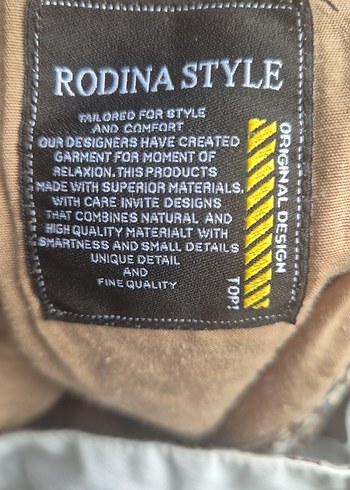 RODINA STYLE
TAILORED FOR STYLE
AND COMFORT
OUR DESIGNERS HAVE CREATED
GARMENT FOR MOMENT OF
RELAXION.THIS PRODUCTS
MADE WITH SUPERIOR MATERIALS.
WITH CARE INVITE DESIGNS
THAT COMBINES NATURAL AND
HIGH QUALITY MATERIALT WITH
SMARTNESS AND SMALL DETAILS
UNIQUE DETAIL
AND
FINE QUALITY
ORIGINAL DESIGN
TOP!